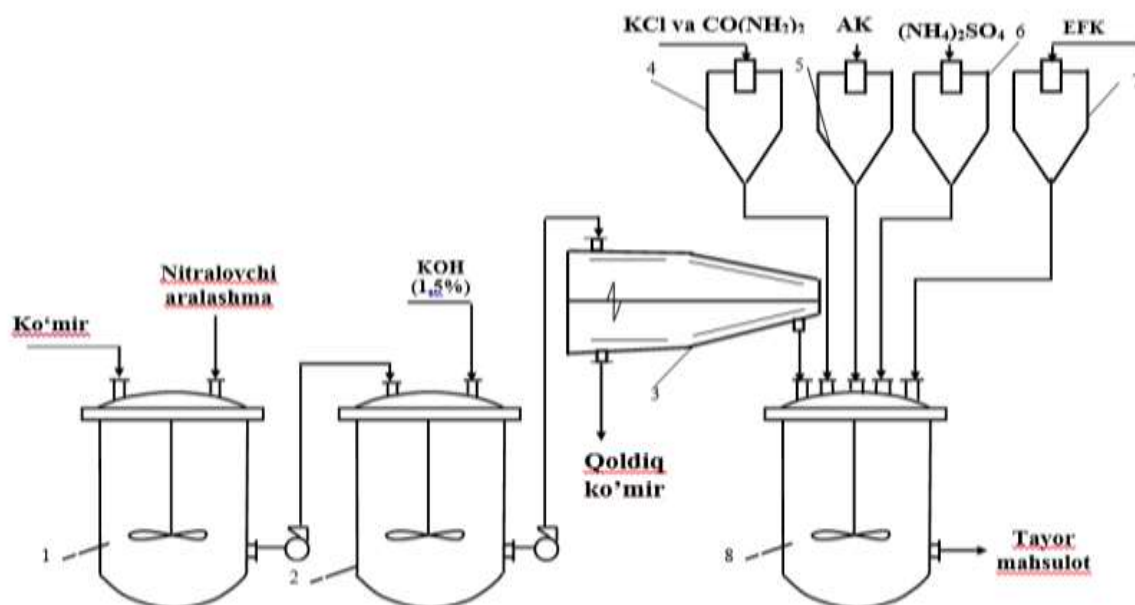 KCl va CO(NH₂)₂
AK
(NH₄)₂SO₄
6
EFK
4
5
7
Nitralovchi
aralashma
KOH
(1,5%)
Ko‘mir
3
Qoldiq
ko’mir
1
2
8
Tayor
mahsulot